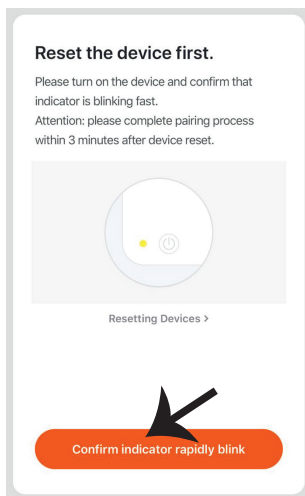 Reset the device first.
Please turn on the device and confirm that
indicator is blinking fast.
Attention: please complete pairing process
within 3 minutes after device reset.
Resetting Devices >
Confirm indicator rapidly blink